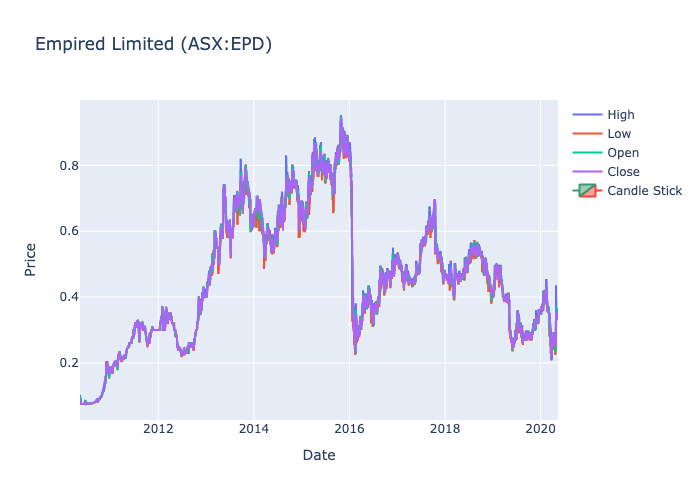 Empired Limited (ASX:EPD)
High
Low
Open
Close
Candle Stick
Price
0.8
0.6
0.4
0.2
2012 2014 2016 2018 2020
Date